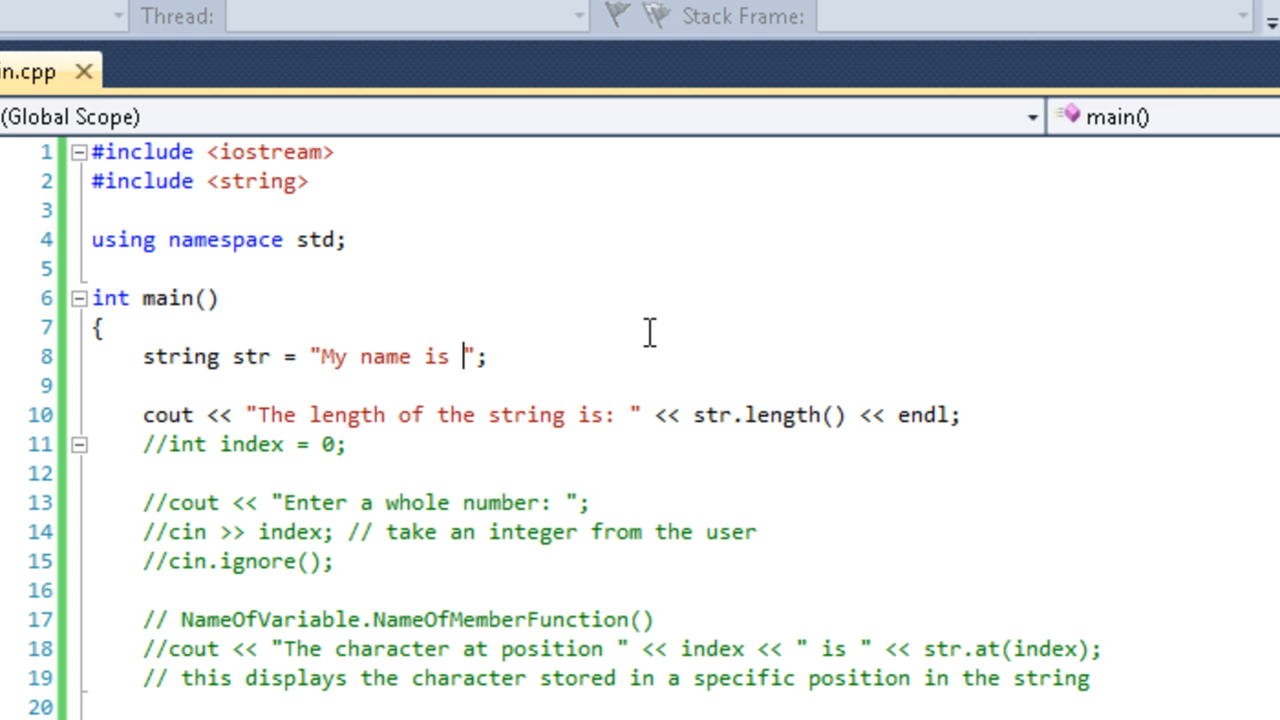 Thread: Stack Frame:
in.cpp
(Global Scope) main()
1 #include <iostream>
2 #include <string>
3
4 using namespace std;
5
6 int main()
7 {
8 string str = "My name is ";
9
10 cout << "The length of the string is: " << str.length() << endl;
11 //int index = 0;
12
13 //cout << "Enter a whole number: ";
14 //cin >> index; // take an integer from the user
15 //cin.ignore();
16
17 // NameOfVariable.NameOfMemberFunction()
18 //cout << "The character at position " << index << " is " << str.at(index);
19 // this displays the character stored in a specific position in the string
20